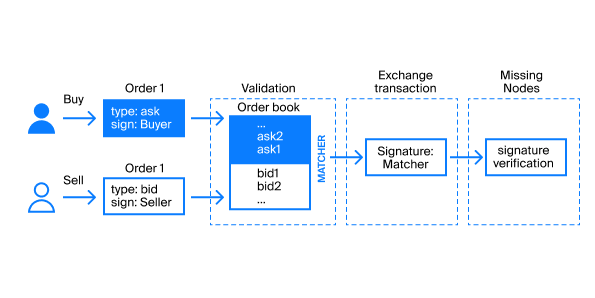 Buy
Order 1
type: ask
sign: Buyer
Sell
Order 1
type: bid
sign: Seller
Validation
Order book
...
ask2
ask1
bid1
bid2
...
MATCHER
Exchange
transaction
Signature:
Matcher
Missing
Nodes
signature
verification